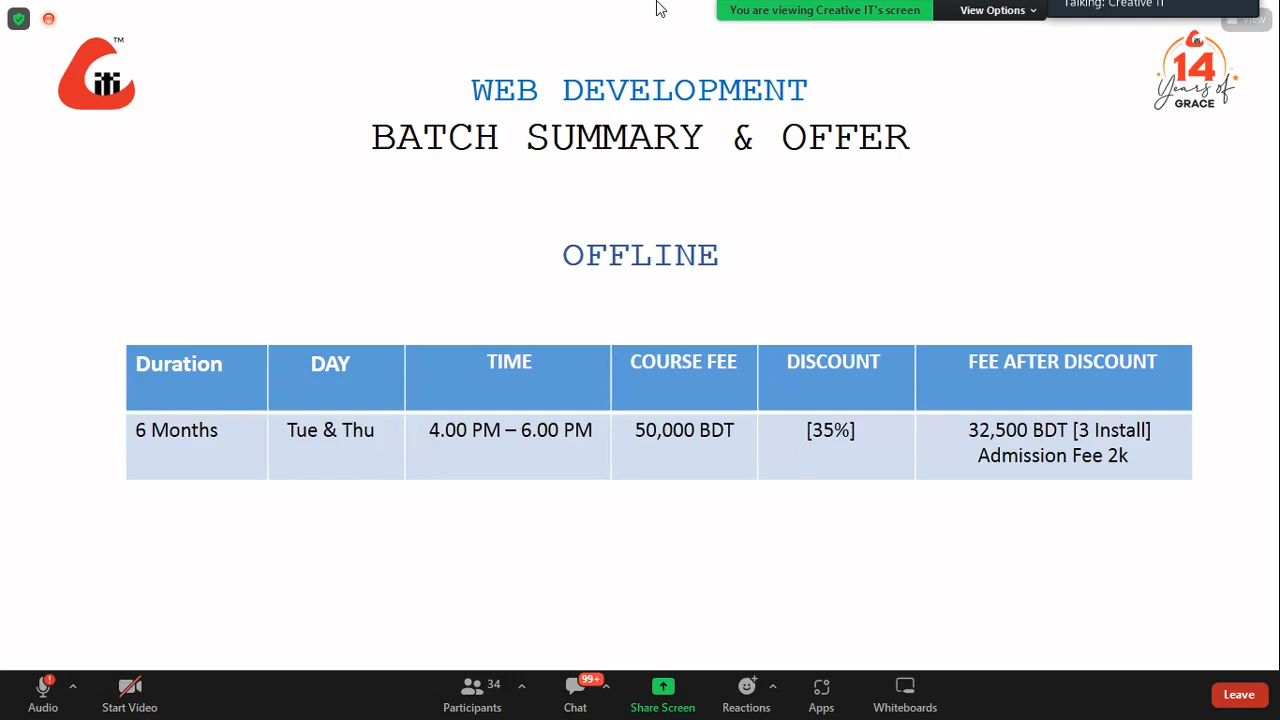 You are viewing Creative IT's screen
View Options
Talking: Creative IT
View
iTi
TM
14
Years of
GRACE
WEB DEVELOPMENT
BATCH SUMMARY & OFFER
OFFLINE
Duration DAY TIME COURSE FEE DISCOUNT FEE AFTER DISCOUNT
6 Months Tue & Thu 4.00 PM – 6.00 PM 50,000 BDT [35%] 32,500 BDT [3 Install]
Admission Fee 2k
34
99+
Audio Start Video Participants Chat Share Screen Reactions Apps Whiteboards Leave